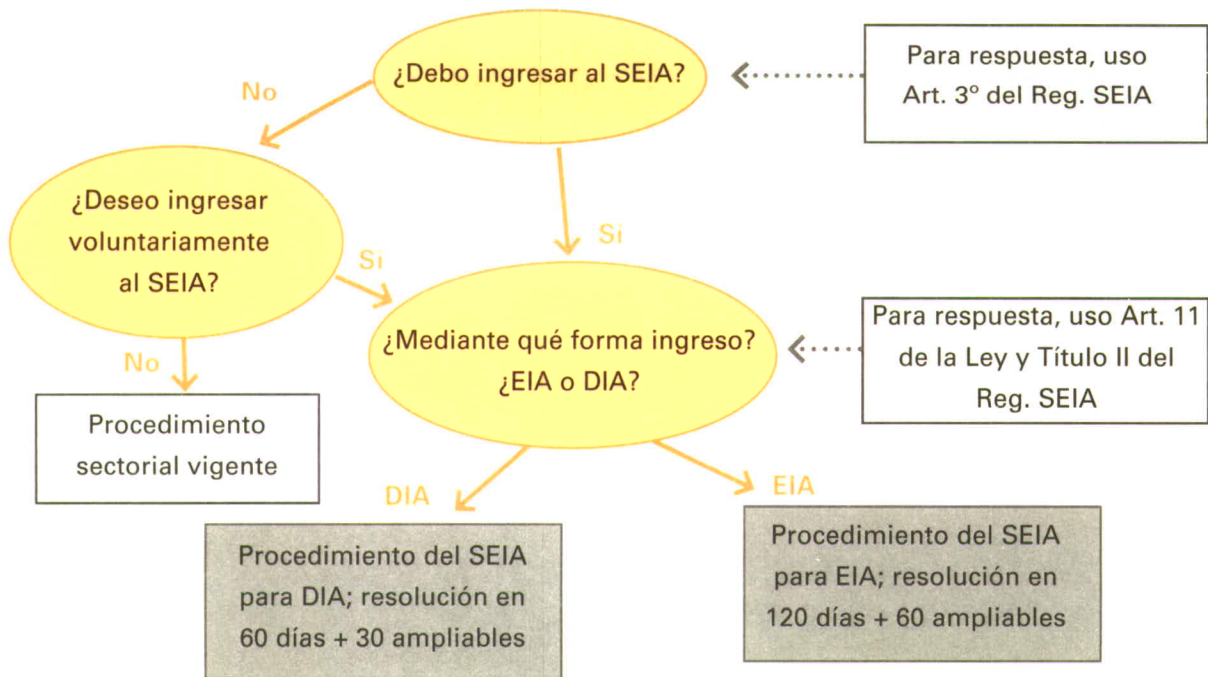 ¿Debo ingresar al SEIA?
Para respuesta, uso
Art. 3º del Reg. SEIA
No
¿Deseo ingresar
voluntariamente
al SEIA?
Sí
Sí
¿Mediante qué forma ingreso?
¿EIA o DIA?
Para respuesta, uso Art. 11
de la Ley y Título II del
Reg. SEIA
No
Procedimiento
sectorial vigente
DIA
EIA
Procedimiento del SEIA
para DIA; resolución en
60 días + 30 ampliables
Procedimiento del SEIA
para EIA; resolución en
120 días + 60 ampliables